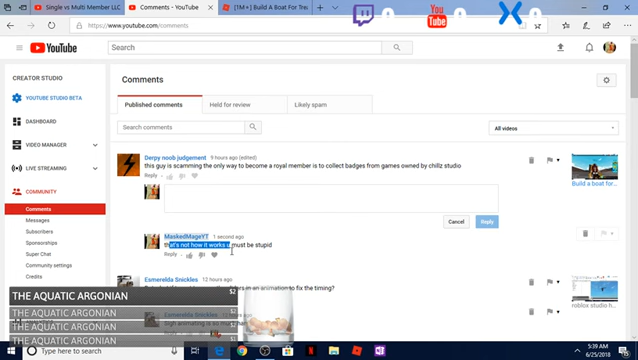 Single vs Multi Member LLC
Comments - YouTube
[TM+] Build A Boat For Trea
https://www.youtube.com/comments
You Tube
YouTube
Search
CREATOR STUDIO
YOUTUBE STUDIO BETA
DASHBOARD
VIDEO MANAGER
LIVE STREAMING
COMMUNITY
Comments
Messages
Subscribers
Sponsorships
Super Chat
Community settings
Credits
Comments
Published comments
Held for review
Likely spam
Search comments
All videos
Derpy noob judgement 9 hours ago (edited)
this guy is scamming the only way to become a royal member is to collect badges from games owned by chillz studio
Reply
Build a boat for
Cancel
Reply
MaskedMageYT 1 second ago
that's not how it works u must be stupid
Reply
Esmerelda Snickles 12 hours ago
in an animation to fix the timing?
roblox studio h
Esmerelda Snickles
THE AQUATIC ARGONIAN $2
THE AQUATIC ARGONIAN
THE AQUATIC ARGONIAN
THE AQUATIC ARGONIAN
Type here to search
5:39 AM
6/25/2018